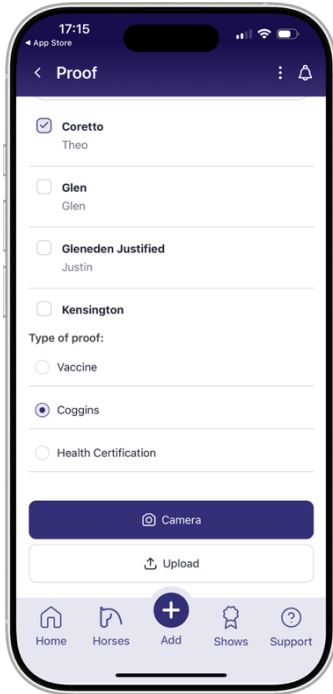 17:15
App Store
Proof
Coretto
Theo
Glen
Glen
Gleneden Justified
Justin
Kensington
Type of proof:
Vaccine
Coggins
Health Certification
Camera
Upload
Home Horses Add Shows Support